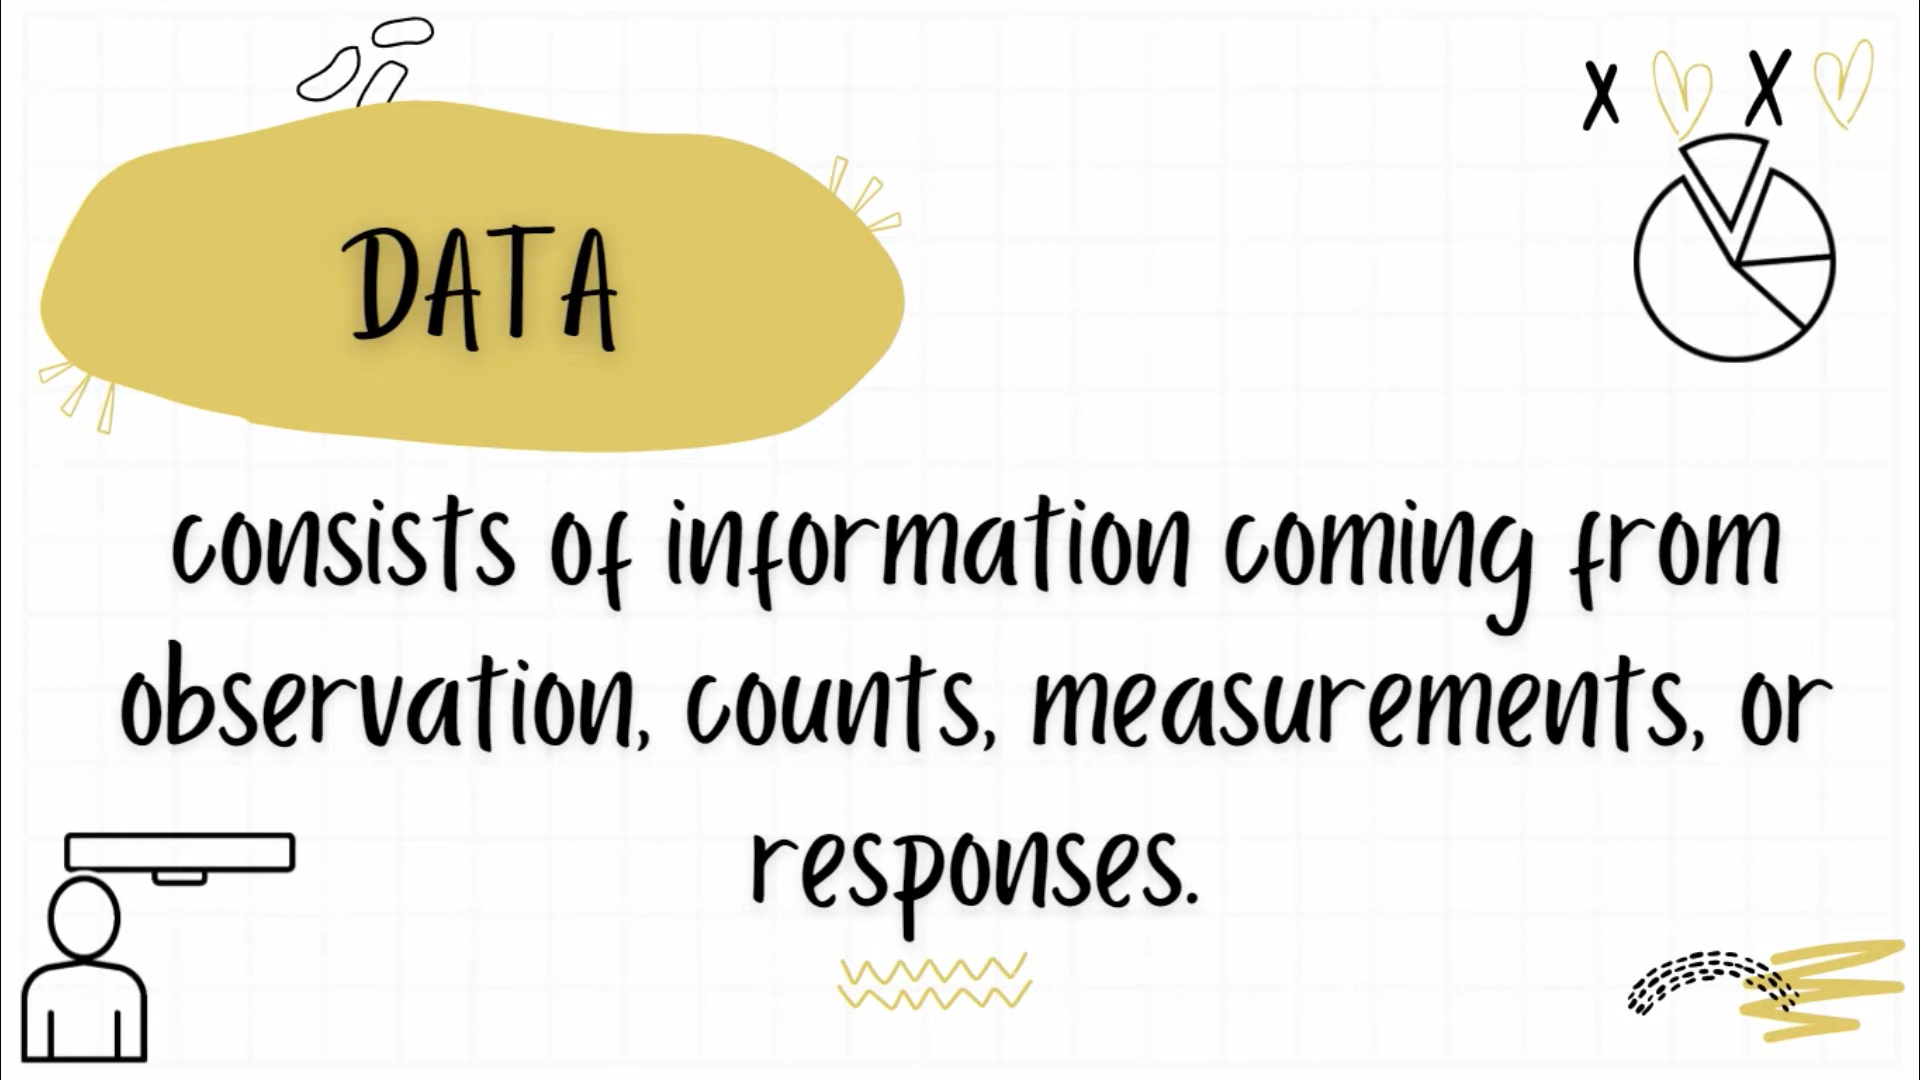 X X
DATA
consists of information coming from
observation, counts, measurements, or
responses.